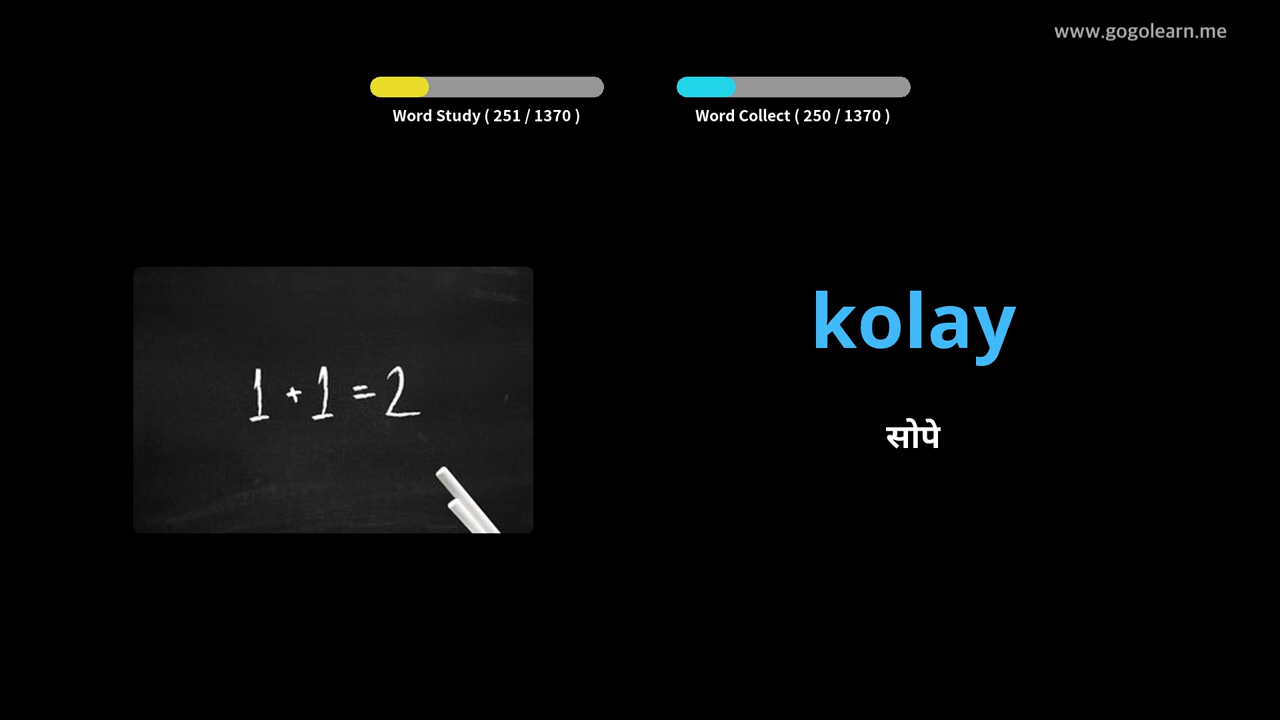 www.gogolearn.me
Word Study ( 251 / 1370 )
Word Collect ( 250 / 1370 )
1 + 1 = 2
kolay
सोपे